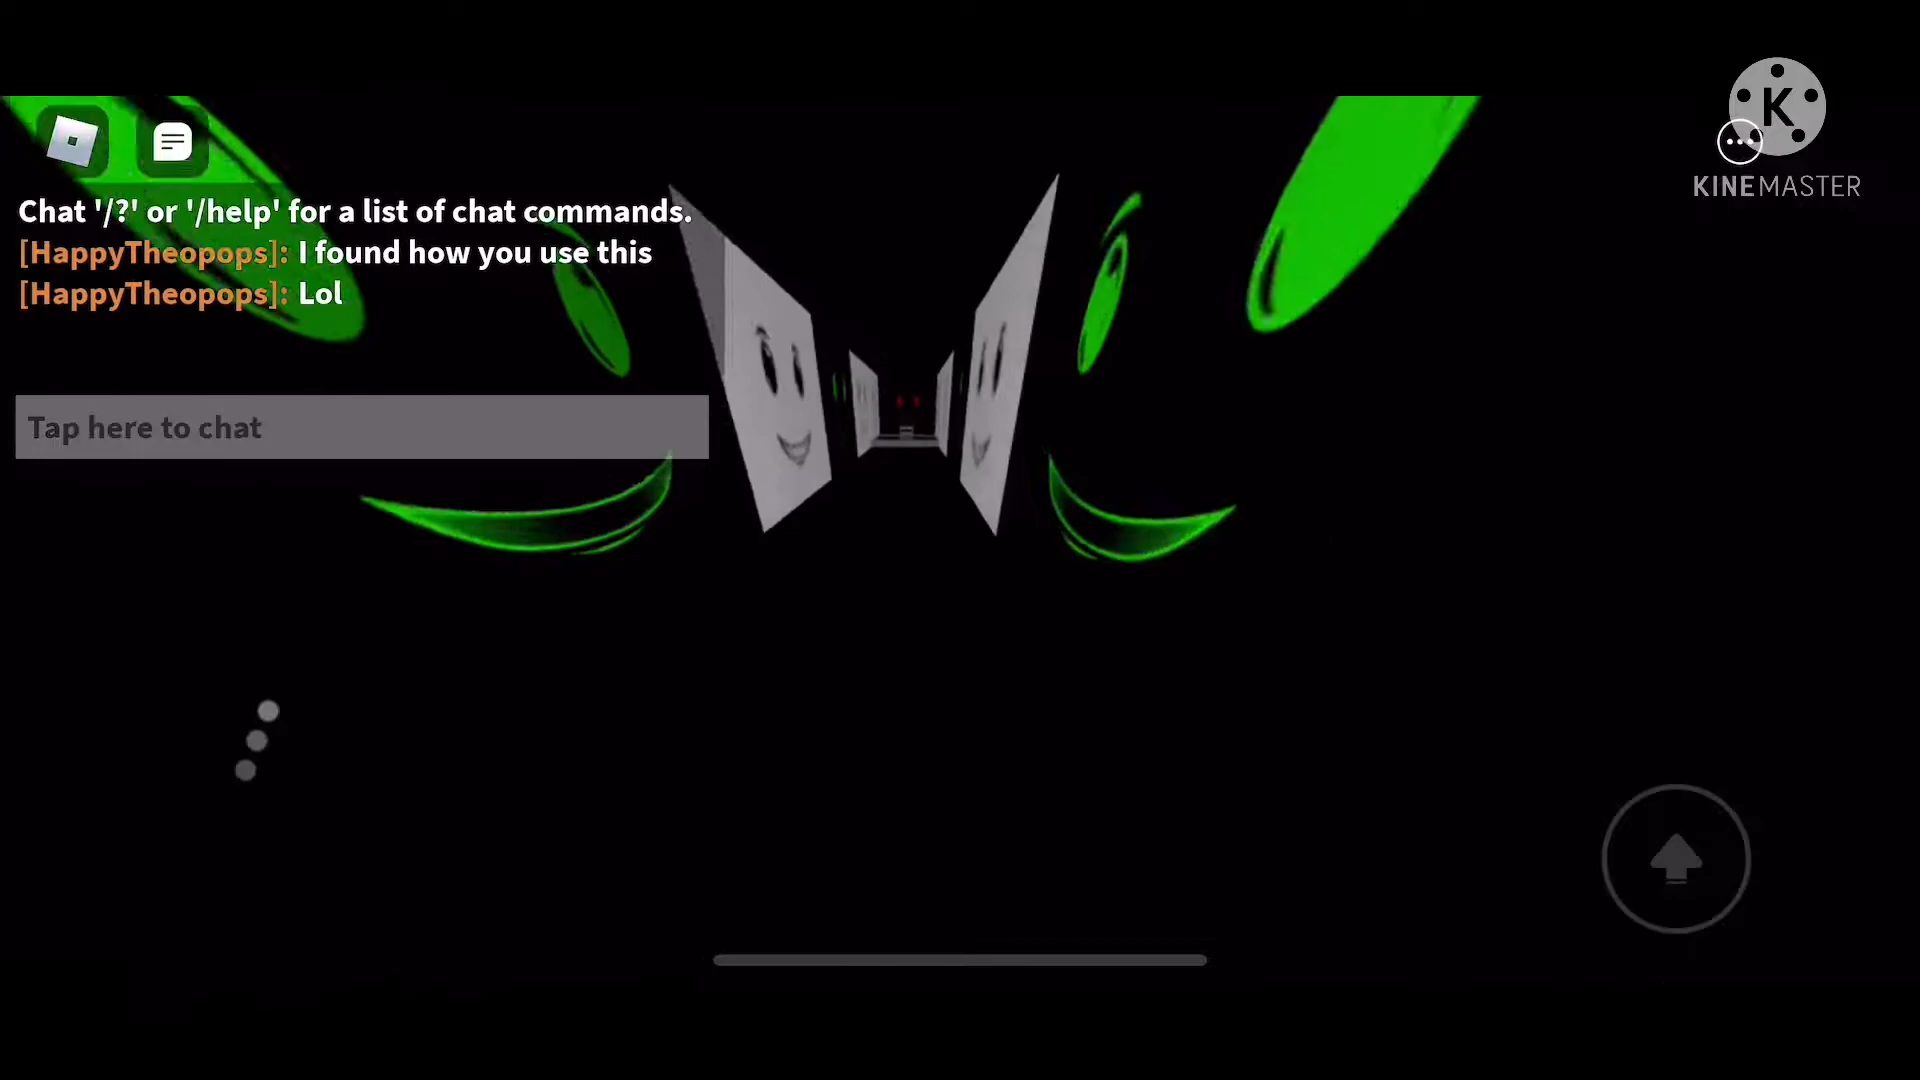 K
KINEMASTER
Chat '/?' or '/help' for a list of chat commands.
[HappyTheopops]: I found how you use this
[HappyTheopops]: Lol
Tap here to chat